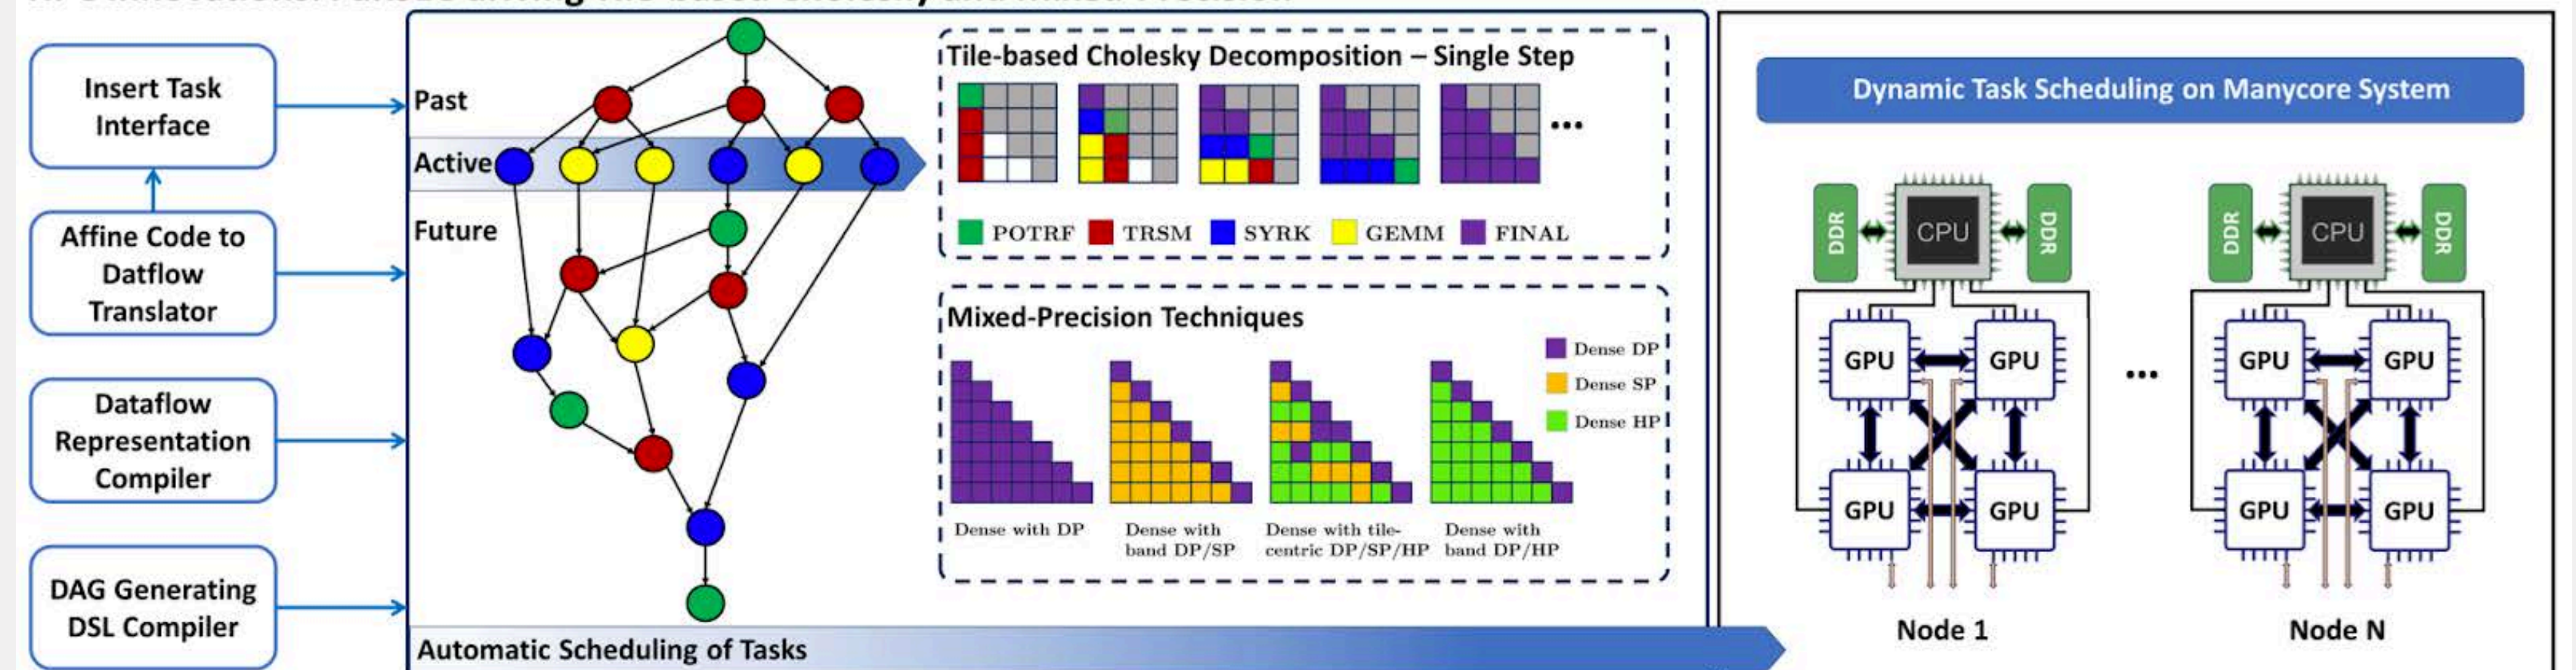 Insert Task
Interface
Affine Code to
Datflow
Translator
Dataflow
Representation
Compiler
DAG Generating
DSL Compiler
Past
Active
Future
Automatic Scheduling of Tasks
Tile-based Cholesky Decomposition – Single Step
...
POTRF TRSM SYRK GEMM FINAL
Mixed-Precision Techniques
Dense DP
Dense SP
Dense HP
Dense with DP
Dense with
band DP/SP
Dense with tile-
centric DP/SP/HP
Dense with
band DP/HP
Dynamic Task Scheduling on Manycore System
DDR CPU DDR
GPU GPU
GPU GPU
Node 1
...
DDR CPU DDR
GPU GPU
GPU GPU
Node N